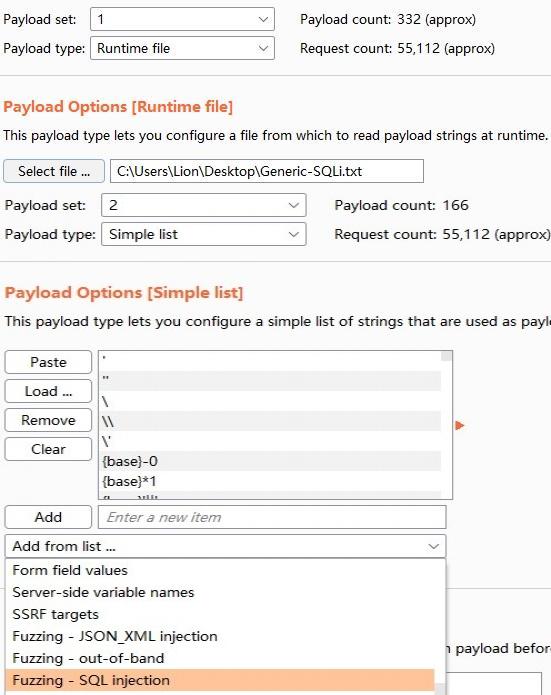 Payload set: 1 Payload count: 332 (approx)
Payload type: Runtime file Request count: 55,112 (approx)
Payload Options [Runtime file]
This payload type lets you configure a file from which to read payload strings at runtime.
Select file ... C:\Users\Lion\Desktop\Generic-SQLi.txt
Payload set: 2 Payload count: 166
Payload type: Simple list Request count: 55,112 (approx)
Payload Options [Simple list]
This payload type lets you configure a simple list of strings that are used as paylo
Paste
Load ...
Remove
Clear
'
"
\
\\
\'
{base}-0
{base}*1
Add Enter a new item
Add from list ...
Form field values
Server-side variable names
SSRF targets
Fuzzing - JSON_XML injection
Fuzzing - out-of-band
Fuzzing - SQL injection
payload befor